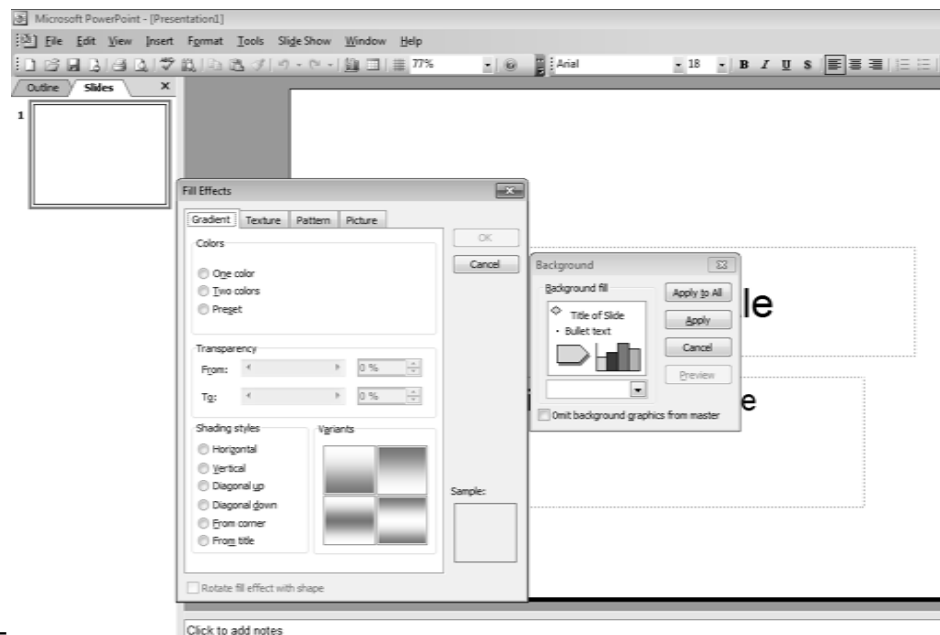 Microsoft PowerPoint - [Presentation1]
File Edit View Insert Format Tools Slide Show Window Help
77% Arial 18 B I U S
Outline Slides X
1
Fill Effects
Gradient Texture Pattern Picture
Colors
One color
Two colors
Preset
Transparency
From: 0 %
To: 0 %
Shading styles
Horizontal
Vertical
Diagonal up
Diagonal down
From corner
From title
Variants
OK
Cancel
Sample:
Rotate fill effect with shape
Background
Background fill
Title of Slide
• Bullet text
Apply to All
Apply
Cancel
Preview
Omit background graphics from master
le
e
Click to add notes